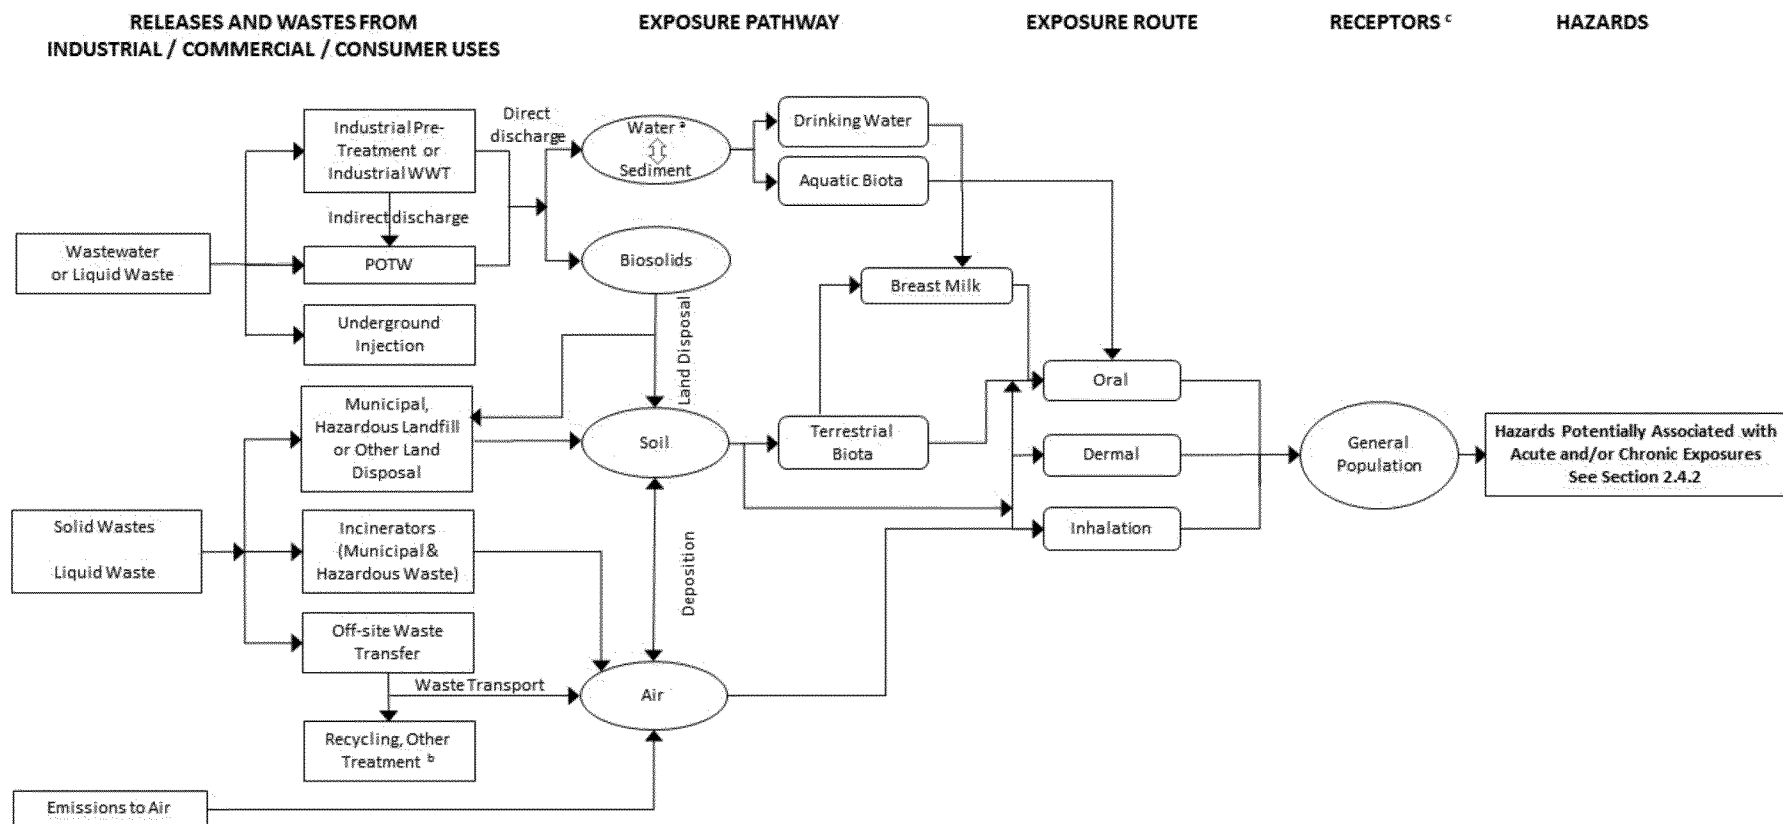 RELEASES AND WASTES FROM
INDUSTRIAL / COMMERCIAL / CONSUMER USES
EXPOSURE PATHWAY
EXPOSURE ROUTE
RECEPTORS c
HAZARDS
Wastewater
or Liquid Waste
Industrial Pre-
Treatment or
Industrial WWT
Indirect discharge
POTW
Underground
Injection
Direct
discharge
Water a
Sediment
Biosolids
Land Disposal
Drinking Water
Aquatic Biota
Breast Milk
Solid Wastes
Liquid Waste
Municipal,
Hazardous Landfill
or Other Land
Disposal
Incinerators
(Municipal &
Hazardous Waste)
Off-site Waste
Transfer
Waste Transport
Recycling, Other
Treatment b
Emissions to Air
Soil
Deposition
Air
Terrestrial
Biota
Oral
Dermal
Inhalation
General
Population
Hazards Potentially Associated with
Acute and/or Chronic Exposures
See Section 2.4.2